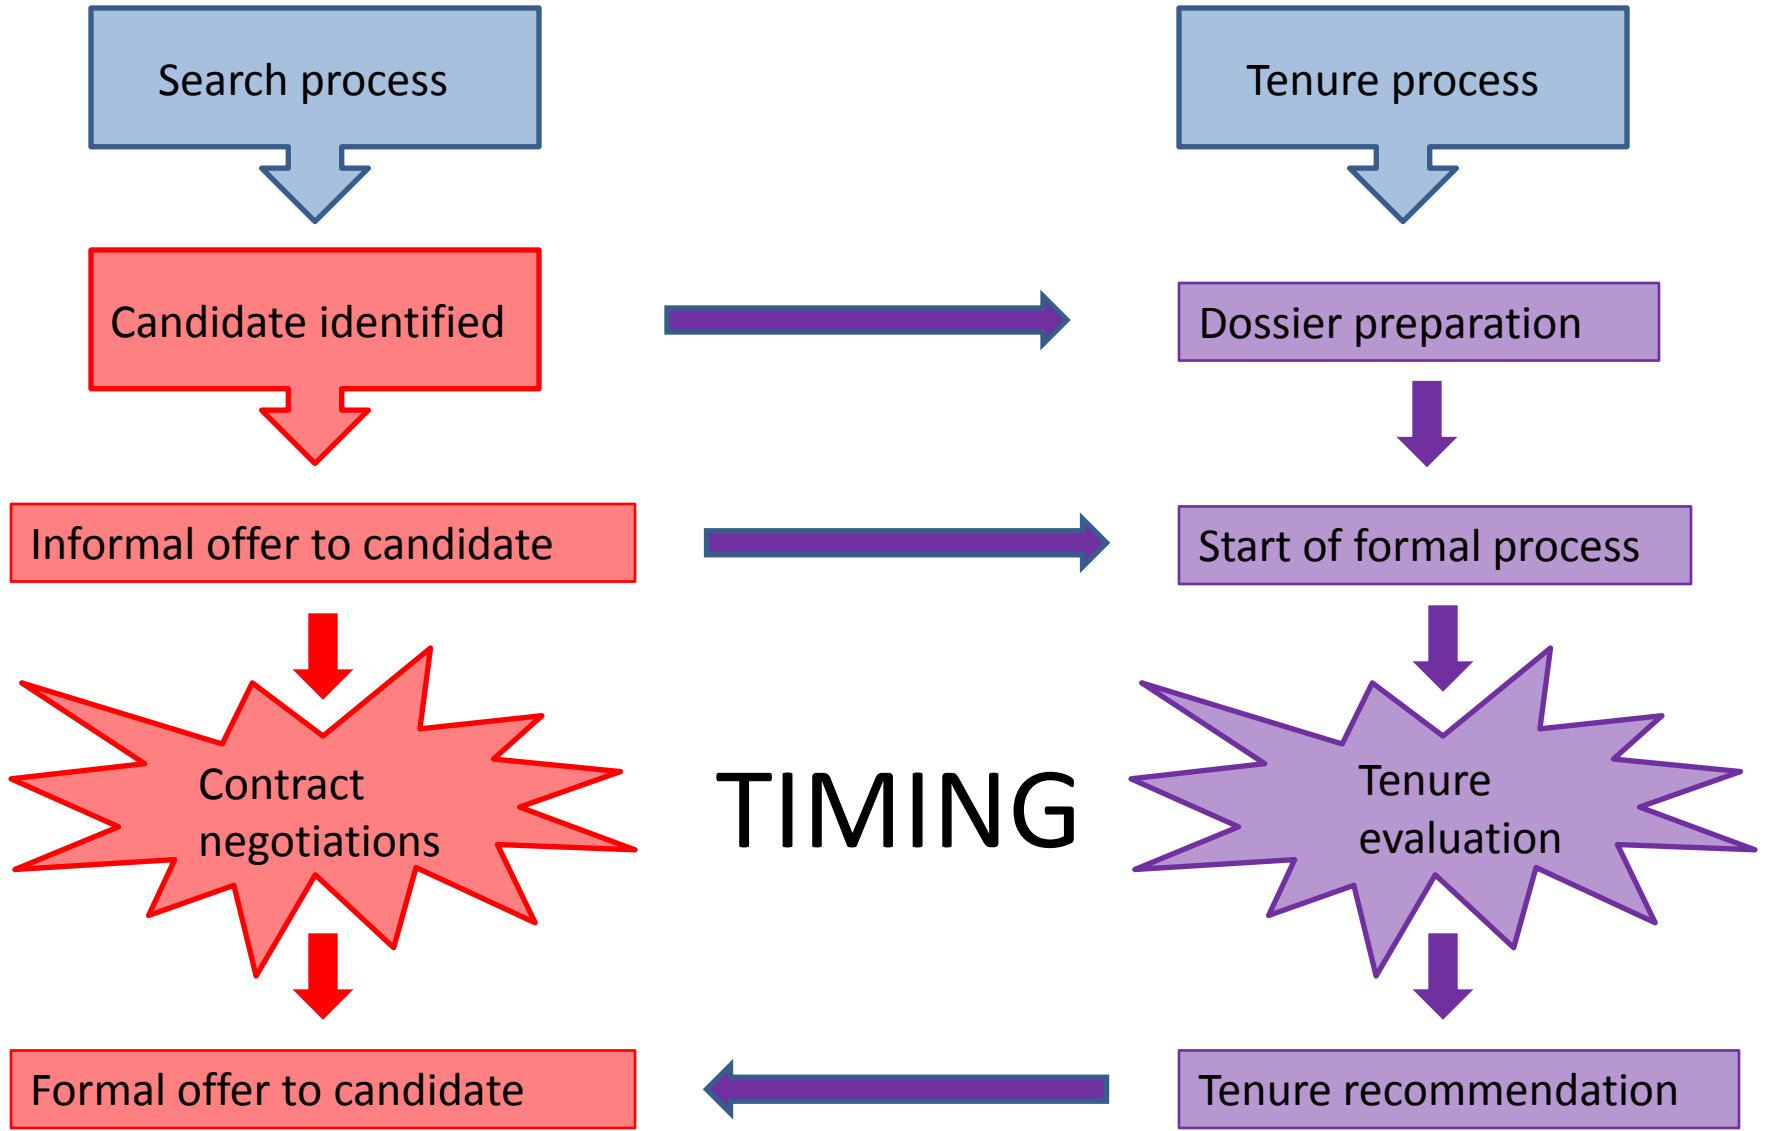 Search process
Tenure process
Candidate identified
Dossier preparation
Informal offer to candidate
Start of formal process
Contract
negotiations
TIMING
Tenure
evaluation
Formal offer to candidate
Tenure recommendation